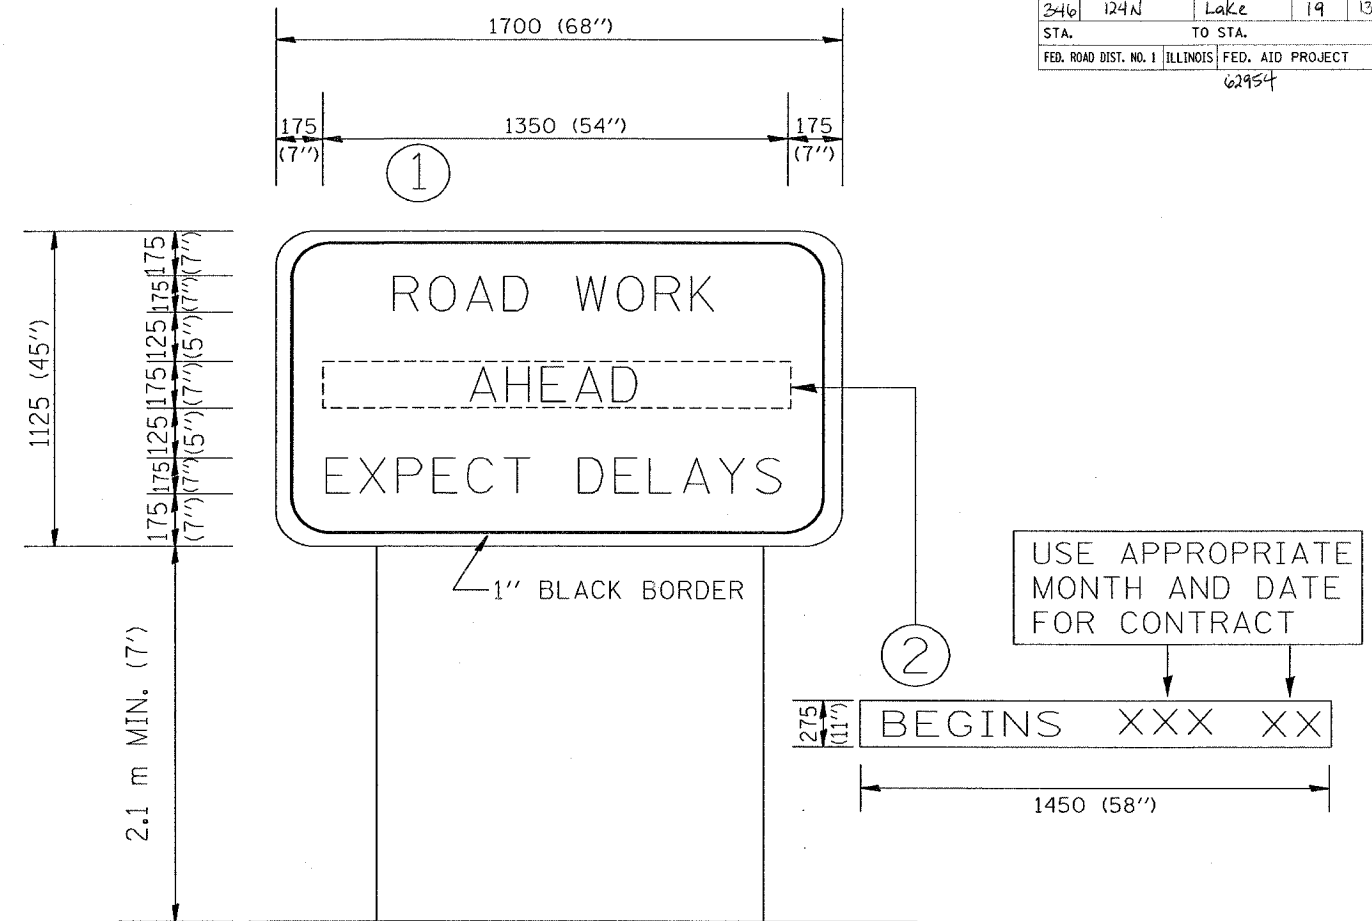 346 124N Lake 19 13
STA. TO STA.
FED. ROAD DIST. NO. 1 ILLINOIS FED. AID PROJECT
62954
1700 (68")
175 (7")
1350 (54")
175 (7")
1
1125 (45")
175 (7")
175 (7")
125 (5")
175 (7")
125 (5")
175 (7")
175 (7")
ROAD WORK
AHEAD
EXPECT DELAYS
1" BLACK BORDER
2.1 m MIN. (7')
2
USE APPROPRIATE
MONTH AND DATE
FOR CONTRACT
275 (11")
BEGINS XXX XX
1450 (58")